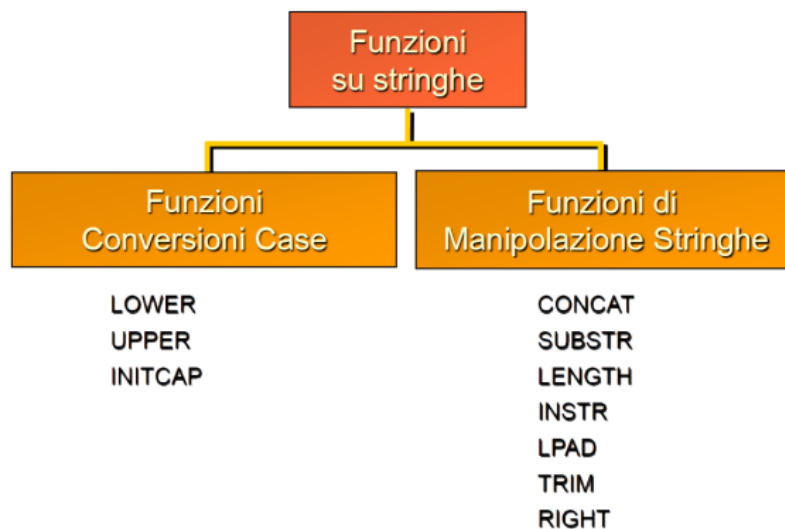 Funzioni
su stringhe
Funzioni
Conversioni Case
Funzioni di
Manipolazione Stringhe
LOWER
UPPER
INITCAP
CONCAT
SUBSTR
LENGTH
INSTR
LPAD
TRIM
RIGHT